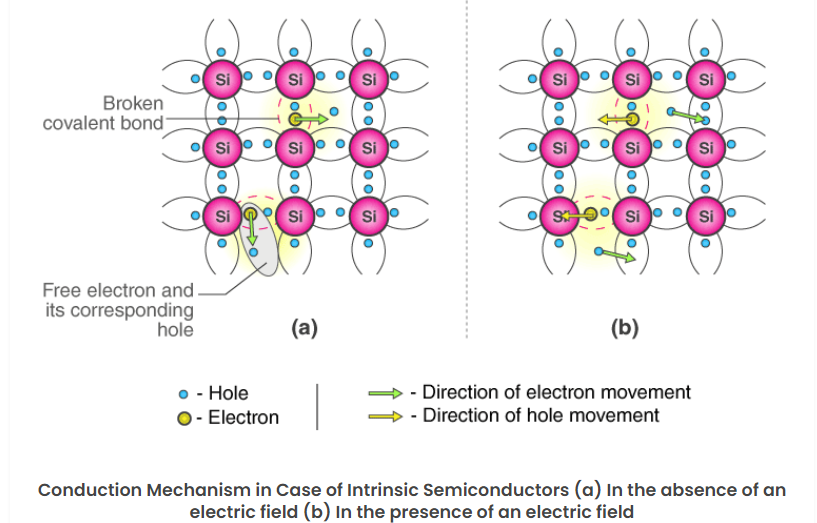 Si Si Si
Si Si Si
Broken
covalent bond
Si Si Si
Si Si Si
Si Si Si
S Si Si
Free electron and
its corresponding
hole
(a)
(b)
- Hole
- Electron
- Direction of electron movement
- Direction of hole movement
Conduction Mechanism in Case of Intrinsic Semiconductors (a) In the absence of an
electric field (b) In the presence of an electric field